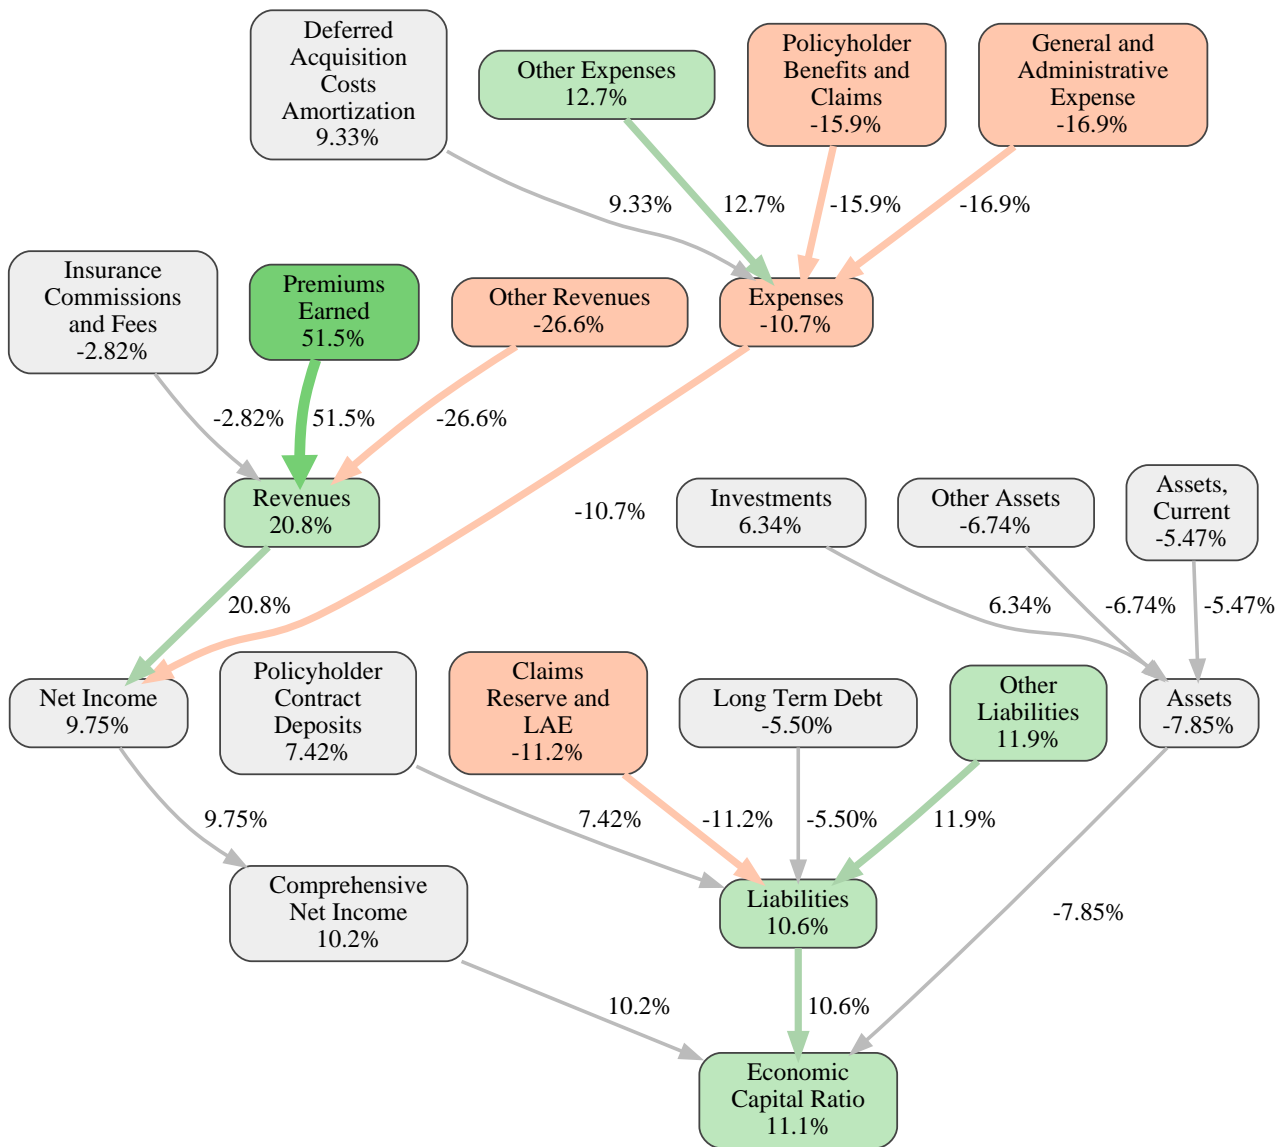 Deferred
Acquisition
Costs
Amortization
9.33%
Other Expenses
12.7%
Policyholder
Benefits and
Claims
-15.9%
General and
Administrative
Expense
-16.9%
9.33%
12.7%
-15.9%
-16.9%
Insurance
Commissions
and Fees
-2.82%
Premiums
Earned
51.5%
Other Revenues
-26.6%
Expenses
-10.7%
-2.82%
51.5%
-26.6%
-10.7%
Revenues
20.8%
Investments
6.34%
Other Assets
-6.74%
Assets,
Current
-5.47%
20.8%
6.34%
-6.74%
-5.47%
Net Income
9.75%
Policyholder
Contract
Deposits
7.42%
Claims
Reserve and
LAE
-11.2%
Long Term Debt
-5.50%
Other
Liabilities
11.9%
Assets
-7.85%
9.75%
7.42%
-11.2%
-5.50%
11.9%
-7.85%
Comprehensive
Net Income
10.2%
Liabilities
10.6%
10.2%
10.6%
Economic
Capital Ratio
11.1%